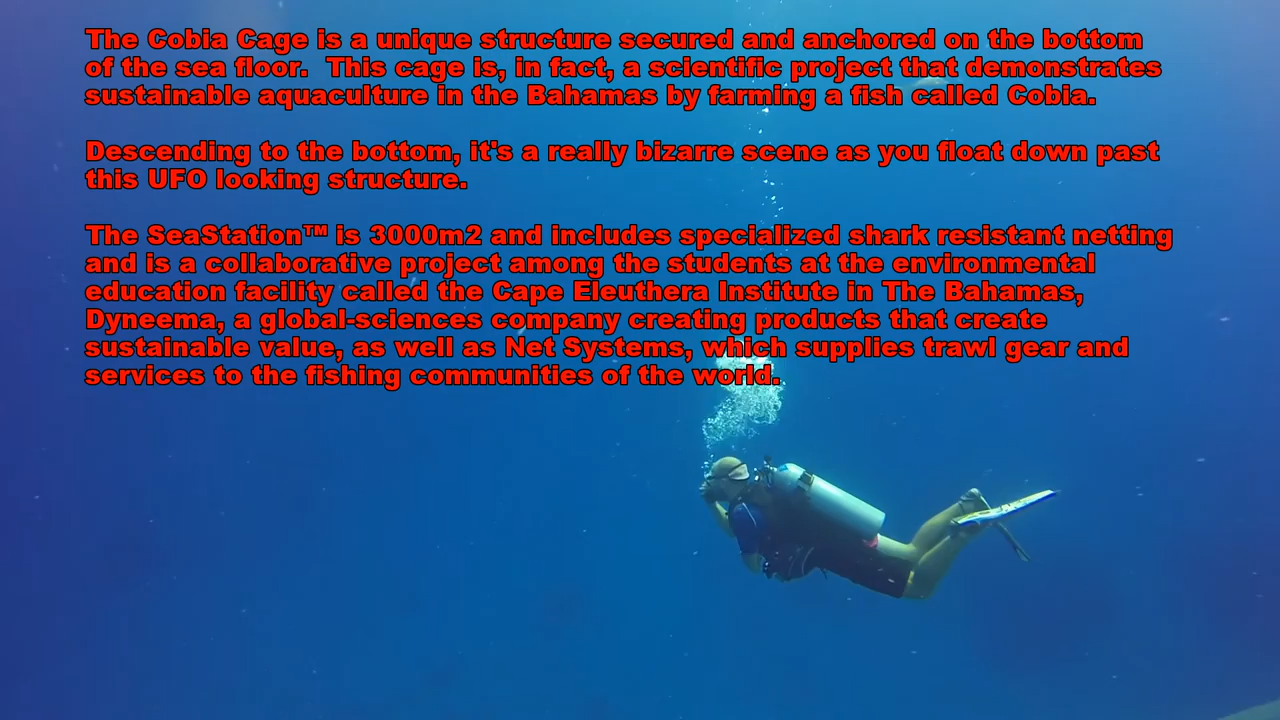 The Cobia Cage is a unique structure secured and anchored on the bottom
of the sea floor.  This cage is, in fact, a scientific project that demonstrates
sustainable aquaculture in the Bahamas by farming a fish called Cobia.
Descending to the bottom, it's a really bizarre scene as you float down past
this UFO looking structure.
The SeaStation™ is 3000m2 and includes specialized shark resistant netting
and is a collaborative project among the students at the environmental
education facility called the Cape Eleuthera Institute in The Bahamas,
Dyneema, a global-sciences company creating products that create
sustainable value, as well as Net Systems, which supplies trawl gear and
services to the fishing communities of the world.